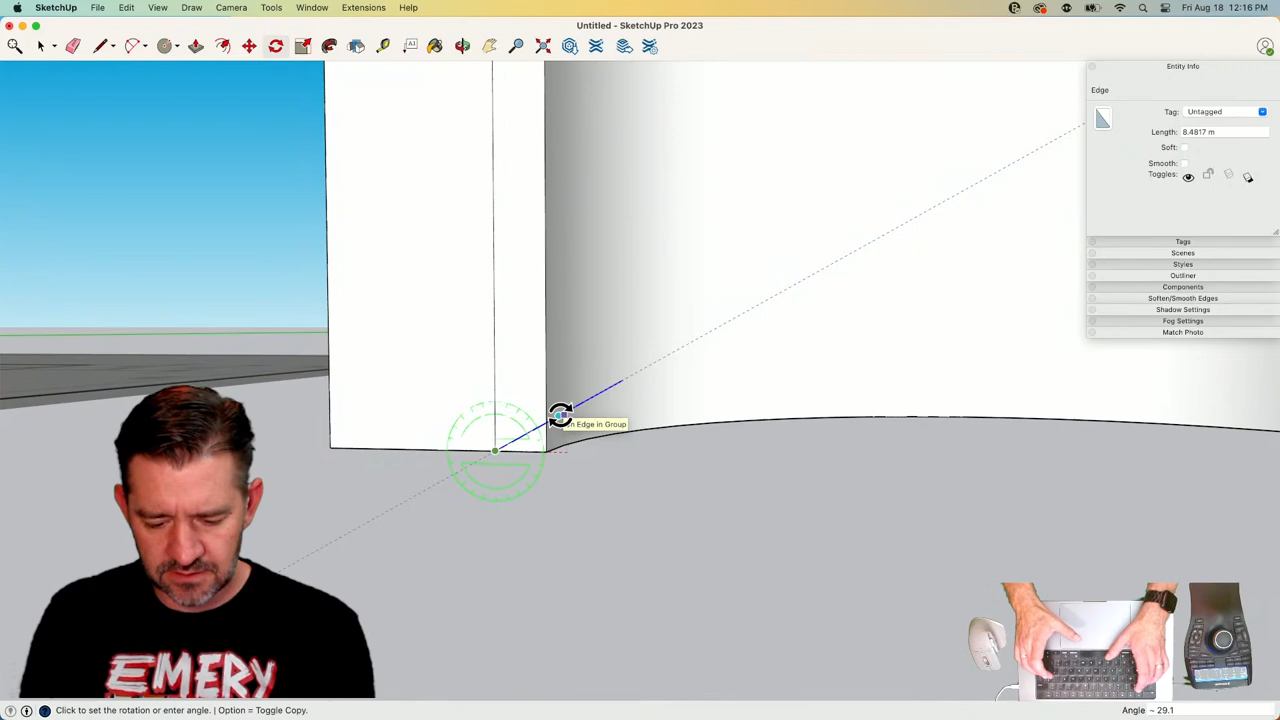 SketchUp File Edit View Draw Camera Tools Window Extensions Help
Fri Aug 18 12:16 PM
Untitled - SketchUp Pro 2023
A1
Entity Info
Edge
Tag: Untagged
Length: 8.4817 m
Soft:
Smooth:
Toggles:
Tags
Scenes
Styles
Outliner
Components
Soften/Smooth Edges
Shadow Settings
Fog Settings
Match Photo
On Edge in Group
EMERY
Click to set the rotation or enter angle. | Option = Toggle Copy.
Angle ~ 29.1